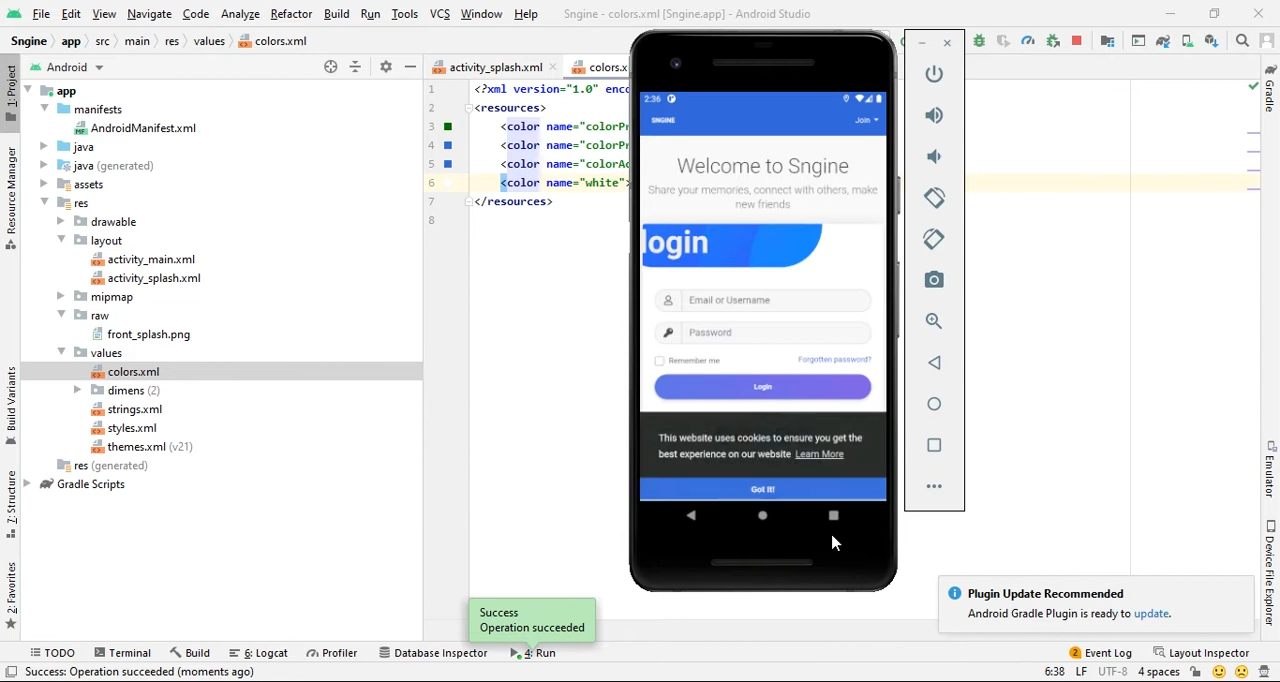 File Edit View Navigate Code Analyze Refactor Build Run Tools VCS Window Help Sngine - colors.xml [Sngine.app] - Android Studio
Sngine app src main res values colors.xml
Android
activity_splash.xml colors.x
1: Project
Resource Manager
Build Variants
7: Structure
2: Favorites
app
manifests
AndroidManifest.xml
java
java (generated)
assets
res
drawable
layout
activity_main.xml
activity_splash.xml
mipmap
raw
front_splash.png
values
colors.xml
dimens (2)
strings.xml
styles.xml
themes.xml (v21)
res (generated)
Gradle Scripts
1 <?xml version="1.0" enco
2 <resources>
3 <color name="colorPr
4 <color name="colorPr
5 <color name="colorAc
6 <color name="white">
7 </resources>
8
2:36
SNGINE Join
Welcome to Sngine
Share your memories, connect with others, make
new friends
login
Email or Username
Password
Remember me Forgotten password?
Login
This website uses cookies to ensure you get the
best experience on our website Learn More
Got It!
Gradle
Emulator
Device File Explorer
Plugin Update Recommended
Android Gradle Plugin is ready to update.
Success
Operation succeeded
TODO Terminal Build 6: Logcat Profiler Database Inspector 4: Run 2 Event Log Layout Inspector
Success: Operation succeeded (moments ago) 6:38 LF UTF-8 4 spaces